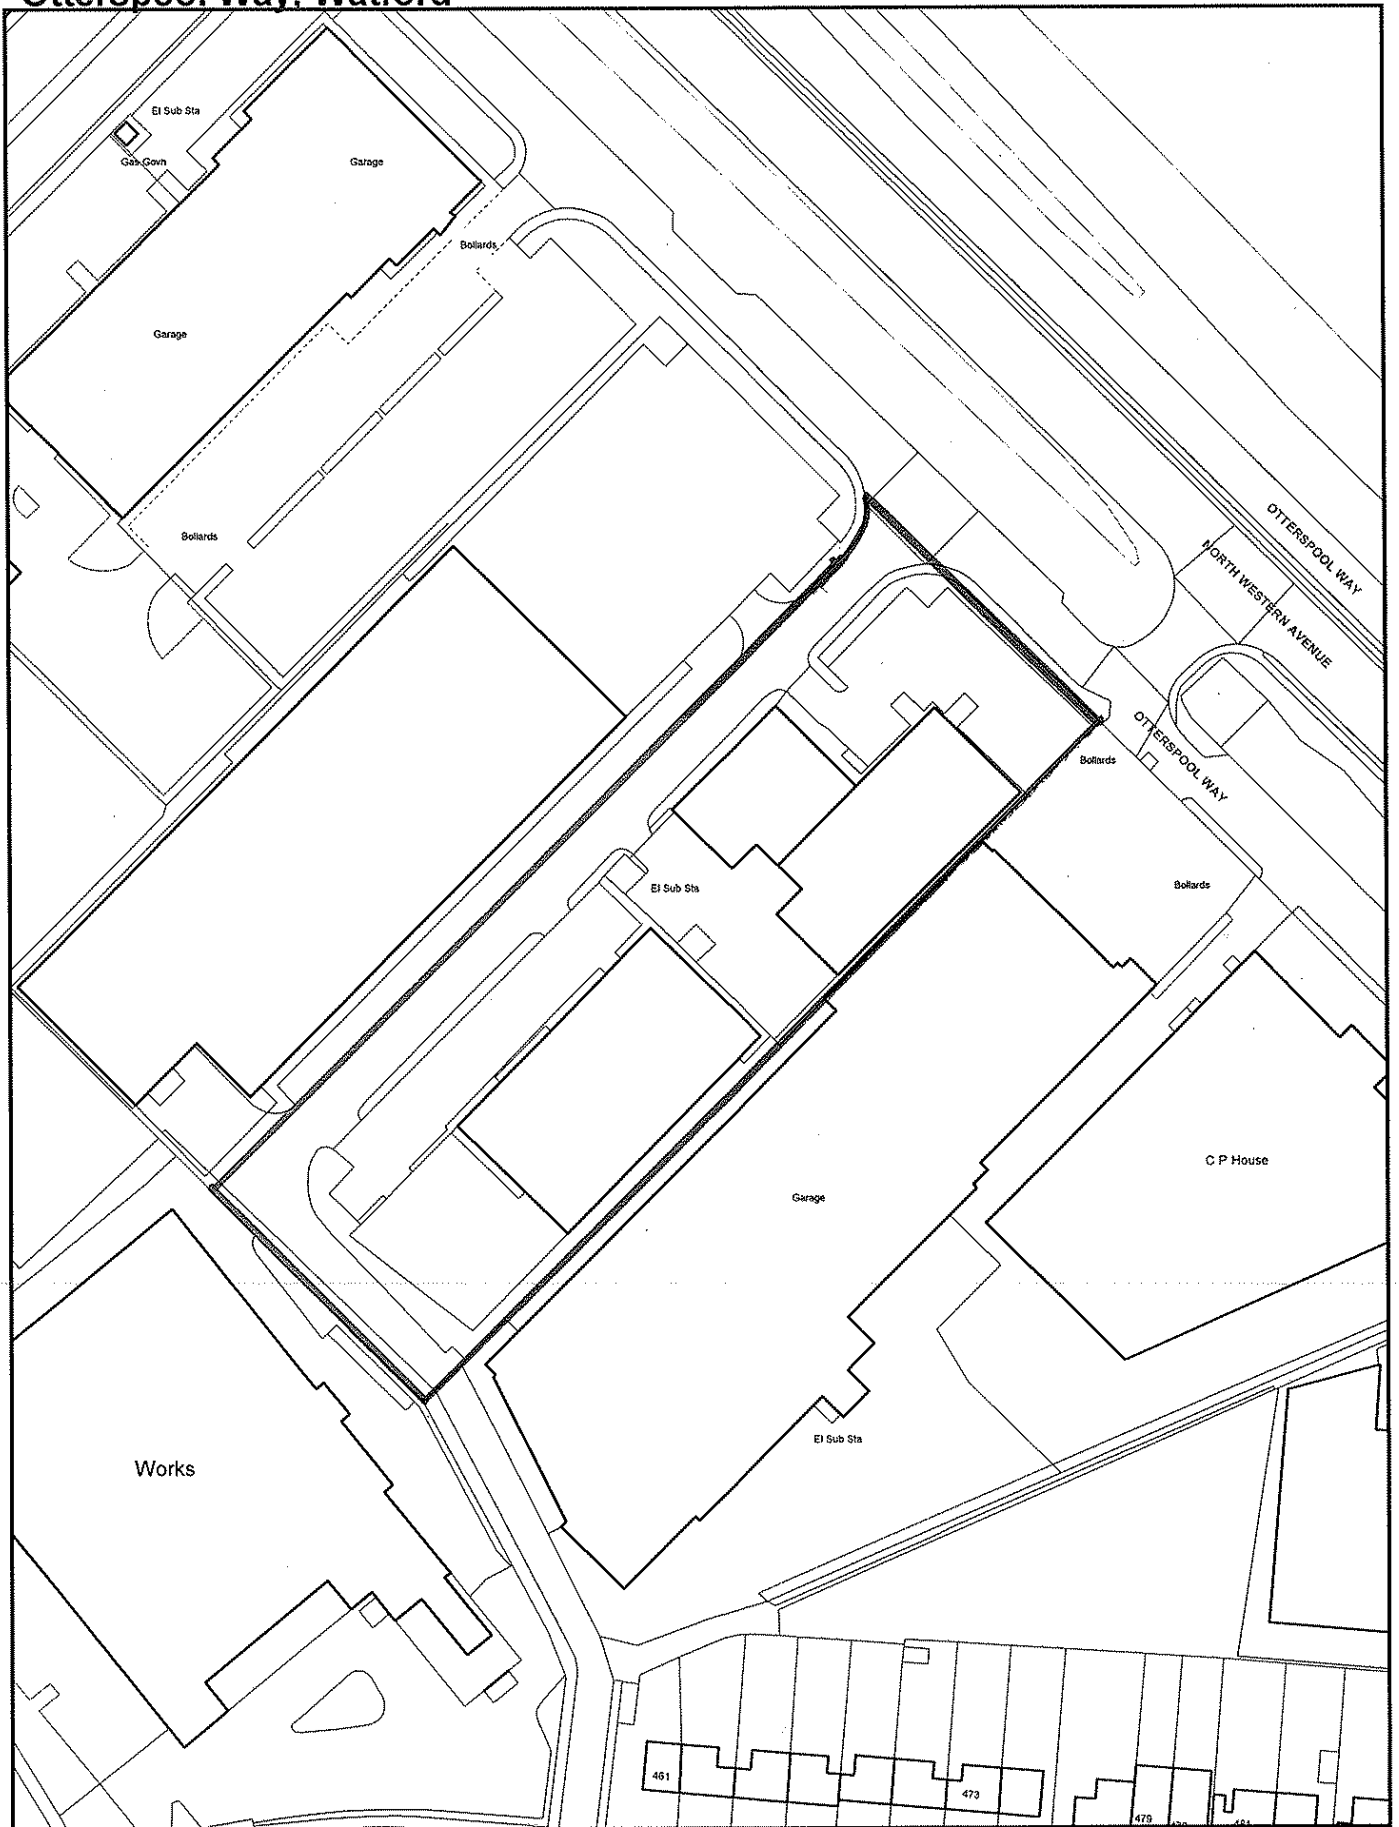 Otterspool Way, Watford
El Sub Sta
Gas Govn
Garage
Bollards
Garage
Bollards
OTTERSPOOL WAY
NORTH WESTERN AVENUE
OTTERSPOOL WAY
Bollards
El Sub Sta
Bollards
C P House
Garage
El Sub Sta
Works
461
473
479
481